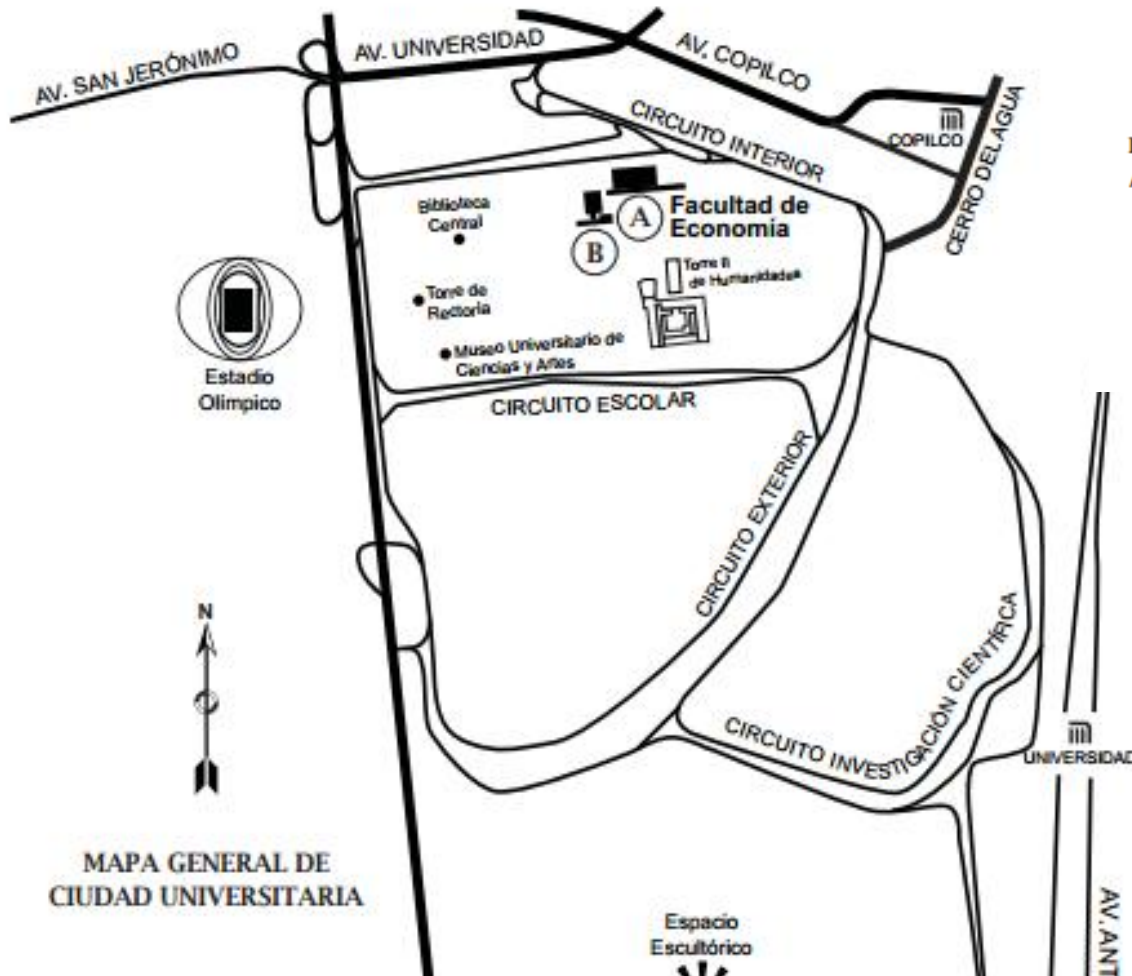 AV. SAN JERÓNIMO
AV. UNIVERSIDAD
AV. COPILCO
COPILCO
CERRO DEL AGUA
CIRCUITO INTERIOR
Biblioteca
Central
A
B
Facultad de
Economía
Torre II
de Humanidades
Torre de
Rectoría
Museo Universitario de
Ciencias y Artes
Estadio
Olímpico
CIRCUITO ESCOLAR
CIRCUITO EXTERIOR
N
CIRCUITO INVESTIGACIÓN CIENTÍFICA
UNIVERSIDAD
MAPA GENERAL DE
CIUDAD UNIVERSITARIA
Espacio
Escultórico
AV. ANT